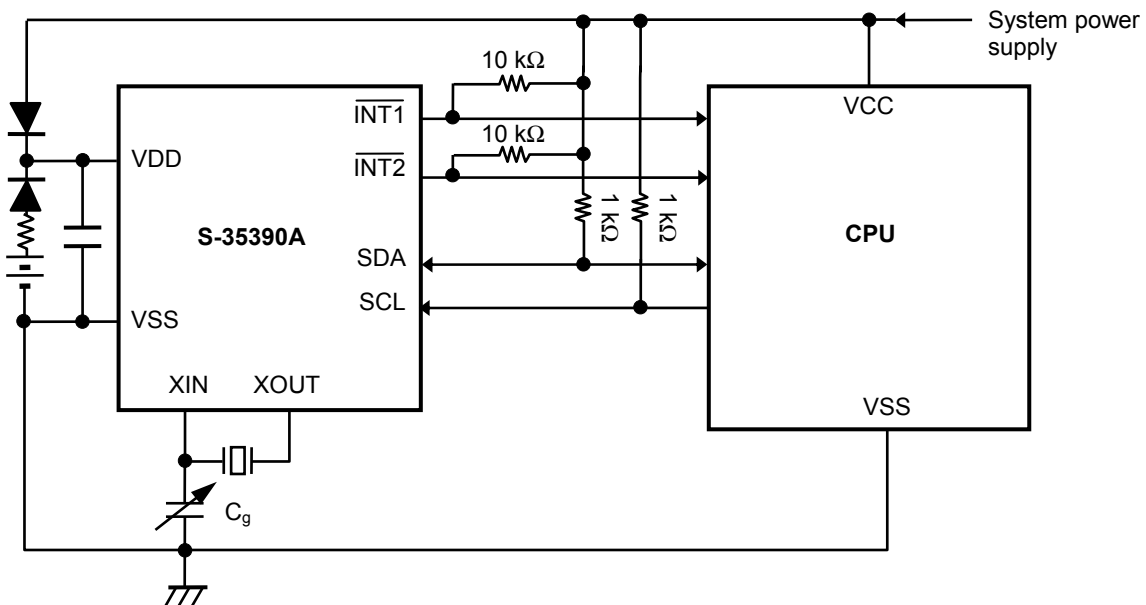 System power
supply
10 kΩ
INT1
VCC
10 kΩ
VDD
INT2
1 kΩ
1 kΩ
S-35390A
CPU
SDA
SCL
VSS
XIN
XOUT
VSS
Cg